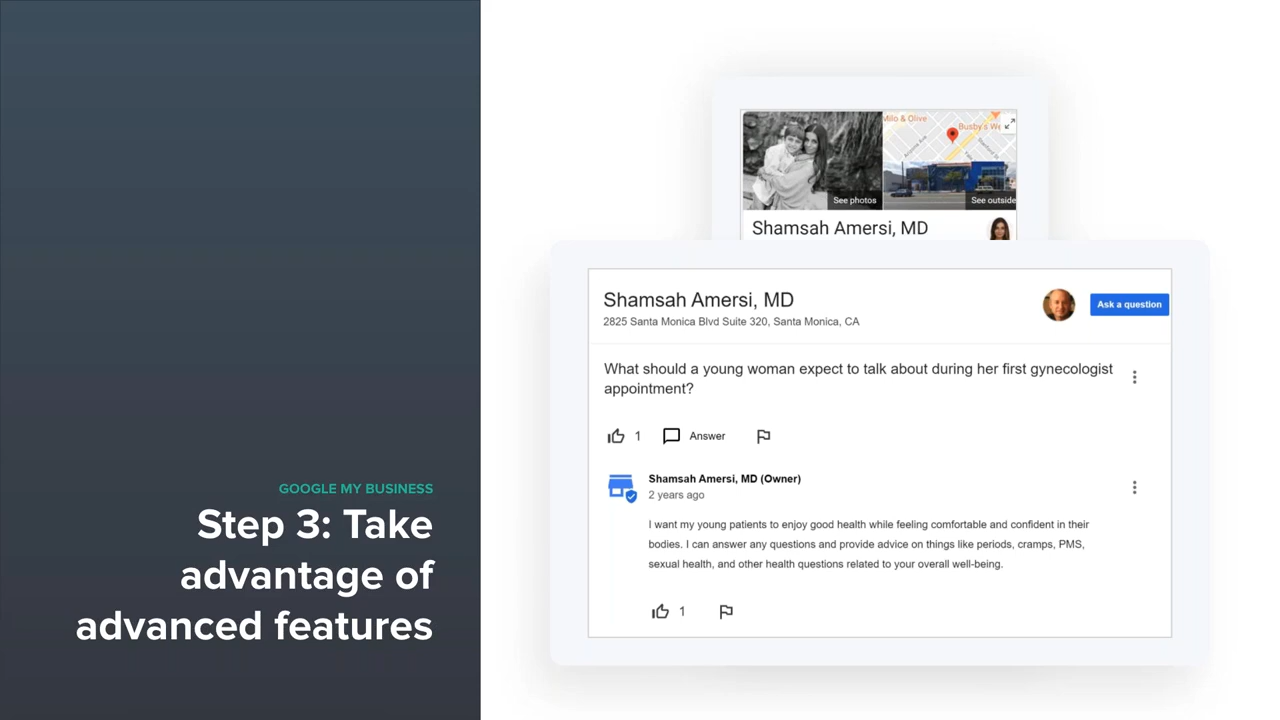 GOOGLE MY BUSINESS
Step 3: Take
advantage of
advanced features
Milo & Olive
Busby's We
See photos
See outside
Shamsah Amersi, MD
Shamsah Amersi, MD
Ask a question
2825 Santa Monica Blvd Suite 320, Santa Monica, CA
What should a young woman expect to talk about during her first gynecologist
appointment?
1
Answer
Shamsah Amersi, MD (Owner)
2 years ago
I want my young patients to enjoy good health while feeling comfortable and confident in their
bodies. I can answer any questions and provide advice on things like periods, cramps, PMS,
sexual health, and other health questions related to your overall well-being.
1